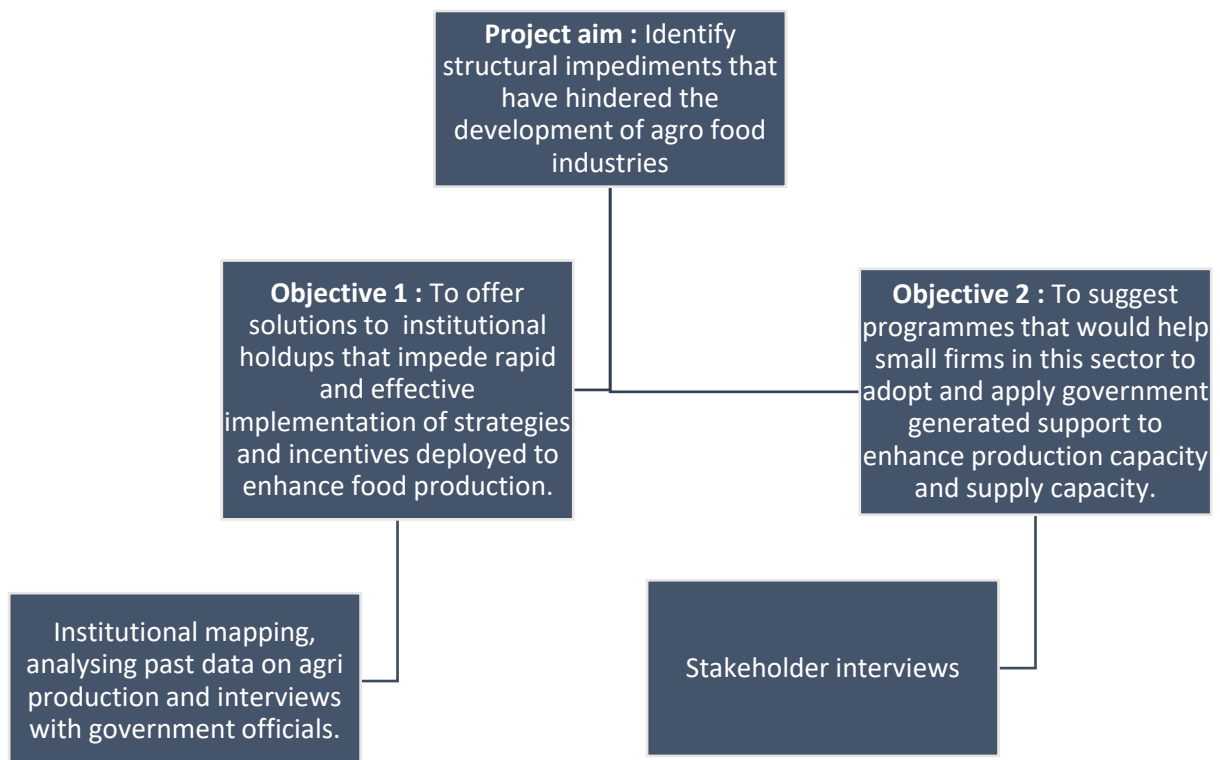 Project aim : Identify
structural impediments that
have hindered the
development of agro food
industries
Objective 1 : To offer
solutions to institutional
holdups that impede rapid
and effective
implementation of strategies
and incentives deployed to
enhance food production.
Objective 2 : To suggest
programmes that would help
small firms in this sector to
adopt and apply government
generated support to
enhance production capacity
and supply capacity.
Institutional mapping,
analysing past data on agri
production and interviews
with government officials.
Stakeholder interviews